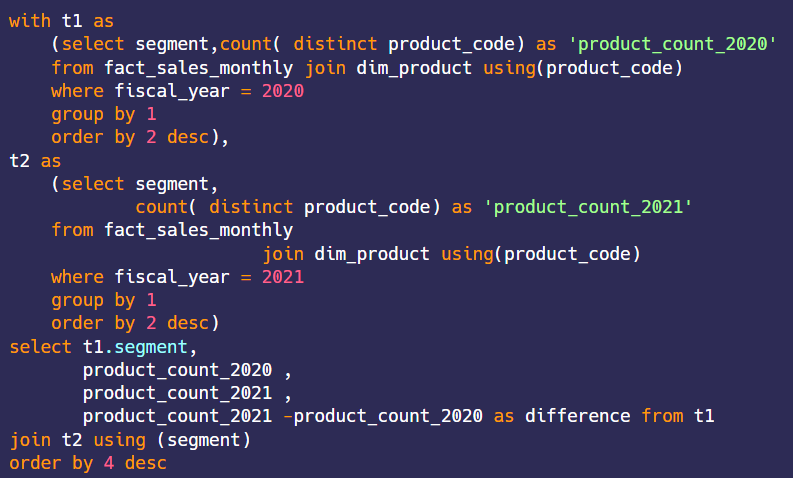 with t1 as
    (select segment,count( distinct product_code) as 'product_count_2020'
    from fact_sales_monthly join dim_product using(product_code)
    where fiscal_year = 2020
    group by 1
    order by 2 desc),
t2 as
    (select segment,
            count( distinct product_code) as 'product_count_2021'
    from fact_sales_monthly
                        join dim_product using(product_code)
    where fiscal_year = 2021
    group by 1
    order by 2 desc)
select t1.segment,
       product_count_2020 ,
       product_count_2021 ,
       product_count_2021 -product_count_2020 as difference from t1
join t2 using (segment)
order by 4 desc